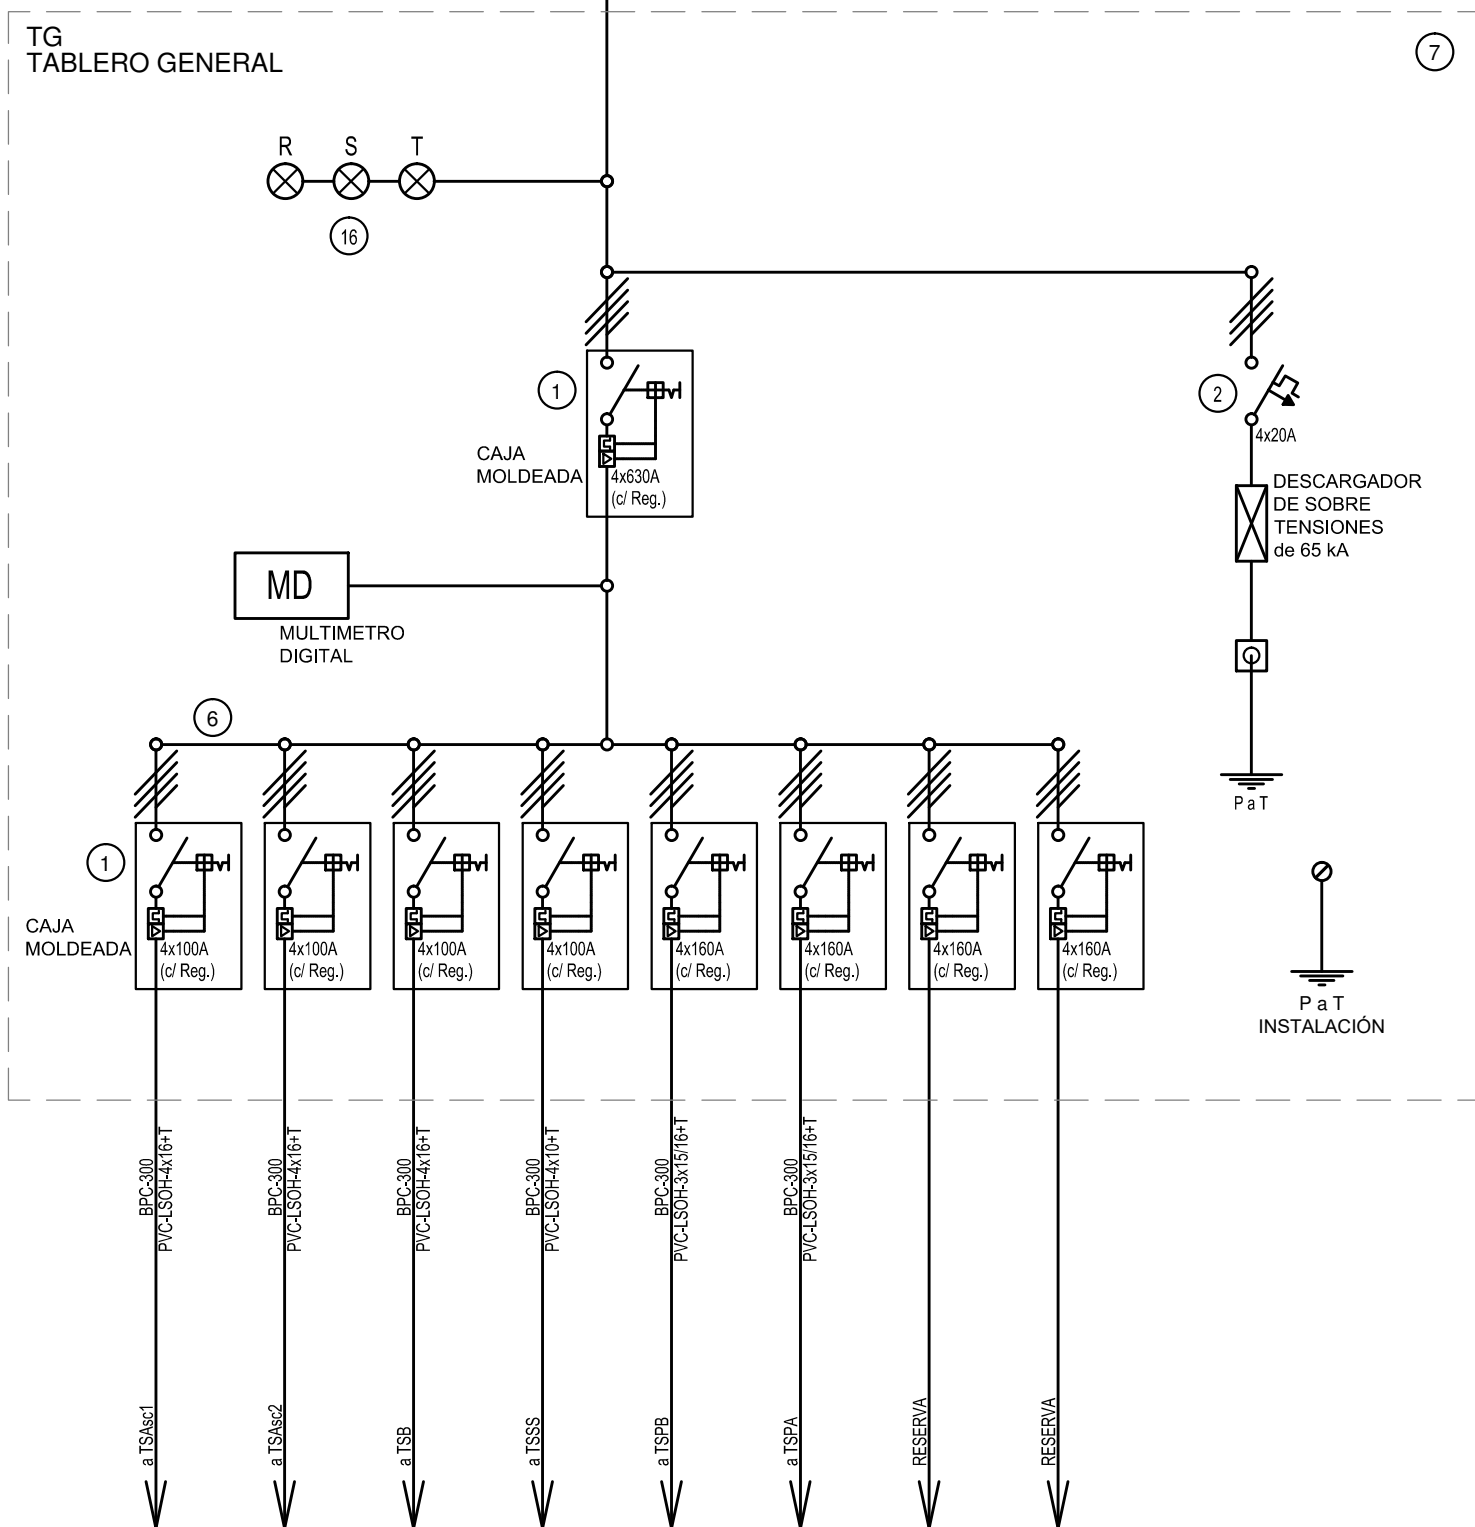 TG
TABLERO GENERAL
7
R S T
16
1
CAJA
MOLDEADA
4x630A
(c/ Reg.)
2
4x20A
DESCARGADOR
DE SOBRE
TENSIONES
de 65 kA
MD
MULTIMETRO
DIGITAL
6
P a T
1
CAJA
MOLDEADA
4x100A
(c/ Reg.)
4x100A
(c/ Reg.)
4x100A
(c/ Reg.)
4x100A
(c/ Reg.)
4x160A
(c/ Reg.)
4x160A
(c/ Reg.)
4x160A
(c/ Reg.)
4x160A
(c/ Reg.)
P a T
INSTALACIÓN
BPC-300
PVC-LSOH-4x16+T
BPC-300
PVC-LSOH-4x16+T
BPC-300
PVC-LSOH-4x16+T
BPC-300
PVC-LSOH-4x10+T
BPC-300
PVC-LSOH-3x15/16+T
BPC-300
PVC-LSOH-3x15/16+T
a TSAsc1
a TSAsc2
a TSB
a TSSS
a TSPB
a TSPA
RESERVA
RESERVA